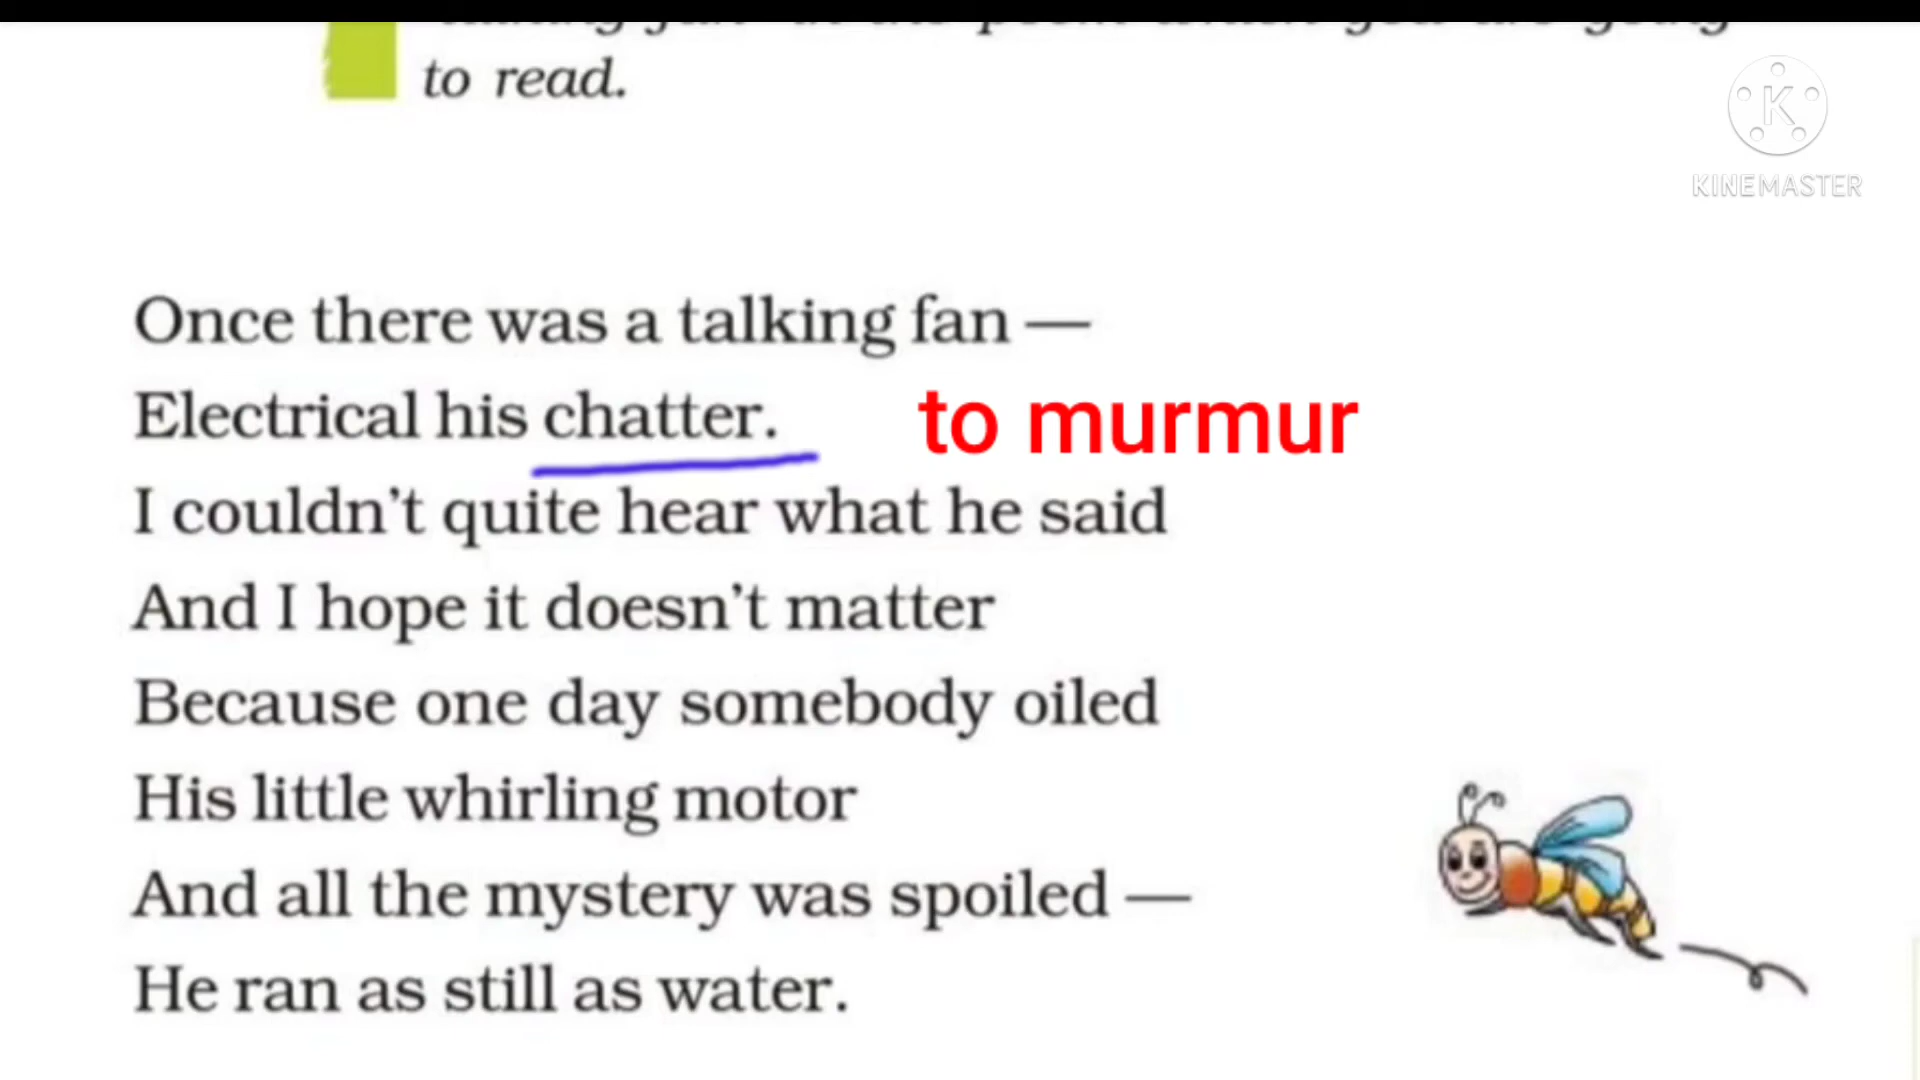 to read.
KINEMASTER
Once there was a talking fan —
Electrical his chatter. to murmur
I couldn't quite hear what he said
And I hope it doesn't matter
Because one day somebody oiled
His little whirling motor
And all the mystery was spoiled —
He ran as still as water.